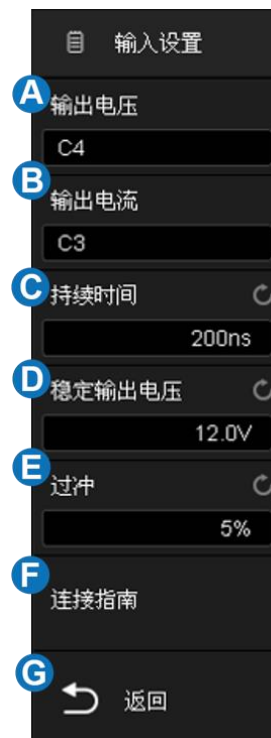 输入设置
A
输出电压
C4
B
输出电流
C3
C
持续时间
200ns
D
稳定输出电压
12.0V
E
过冲
5%
F
连接指南
G
返回